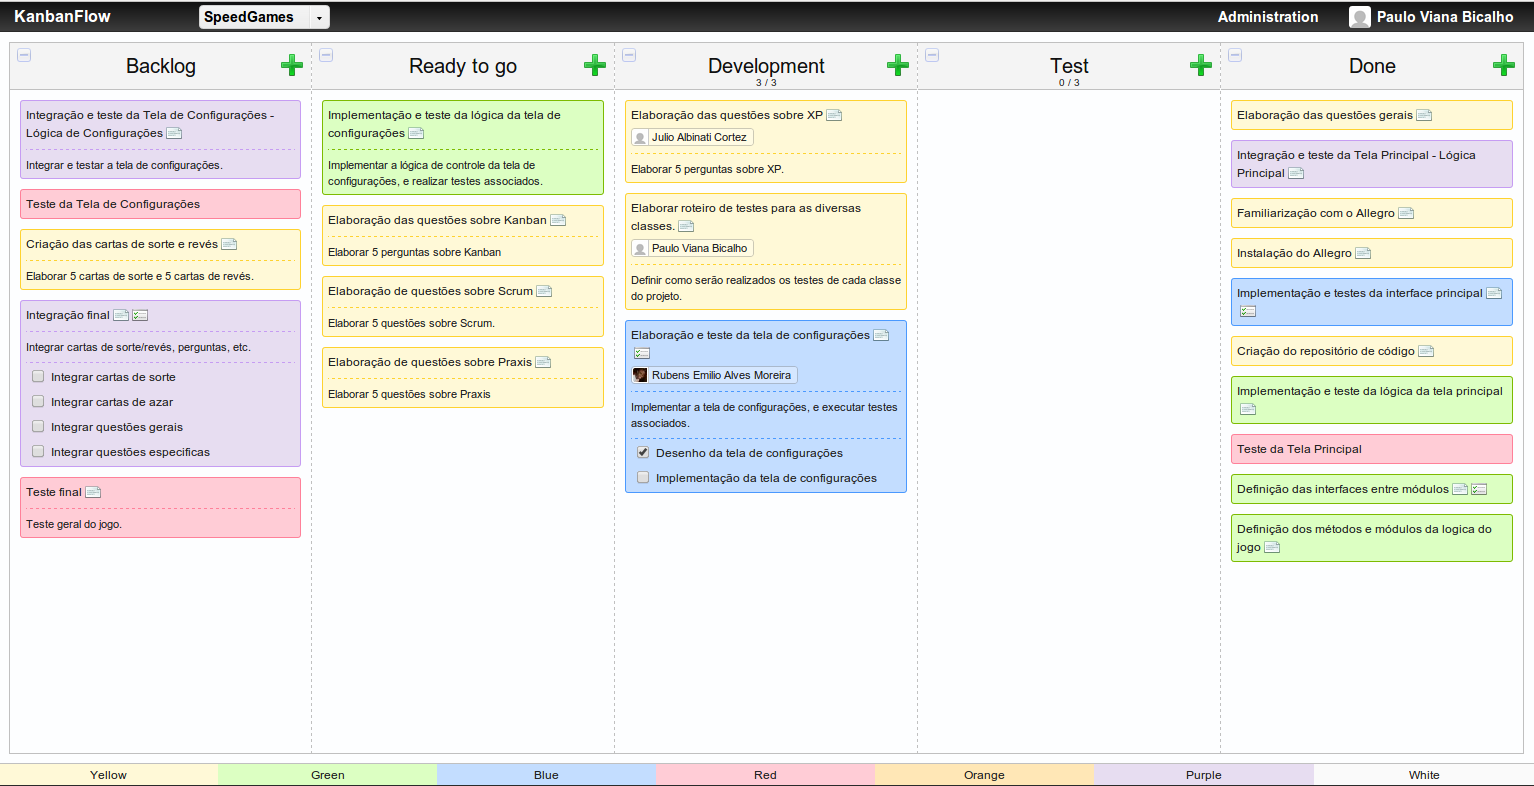 KanbanFlow
SpeedGames
Administration
Paulo Viana Bicalho
Backlog
Integração e teste da Tela de Configurações -
Lógica de Configurações
Integrar e testar a tela de configurações.
Teste da Tela de Configurações
Criação das cartas de sorte e revés
Elaborar 5 cartas de sorte e 5 cartas de revés.
Integração final
Integrar cartas de sorte/revés, perguntas, etc.
Integrar cartas de sorte
Integrar cartas de azar
Integrar questões gerais
Integrar questões especificas
Teste final
Teste geral do jogo.
Ready to go
Implementação e teste da lógica da tela de
configurações
Implementar a lógica de controle da tela de
configurações, e realizar testes associados.
Elaboração das questões sobre Kanban
Elaborar 5 perguntas sobre Kanban
Elaboração de questões sobre Scrum
Elaborar 5 questões sobre Scrum.
Elaboração de questões sobre Praxis
Elaborar 5 questões sobre Praxis
Development
3 / 3
Elaboração das questões sobre XP
Julio Albinati Cortez
Elaborar 5 perguntas sobre XP.
Elaborar roteiro de testes para as diversas
classes.
Paulo Viana Bicalho
Definir como serão realizados os testes de cada classe
do projeto.
Elaboração e teste da tela de configurações
Rubens Emilio Alves Moreira
Implementar a tela de configurações, e executar testes
associados.
Desenho da tela de configurações
Implementação da tela de configurações
Test
0 / 3
Done
Elaboração das questões gerais
Integração e teste da Tela Principal - Lógica
Principal
Familiarização com o Allegro
Instalação do Allegro
Implementação e testes da interface principal
Criação do repositório de código
Implementação e teste da lógica da tela principal
Teste da Tela Principal
Definição das interfaces entre módulos
Definição dos métodos e módulos da logica do
jogo
Yellow
Green
Blue
Red
Orange
Purple
White